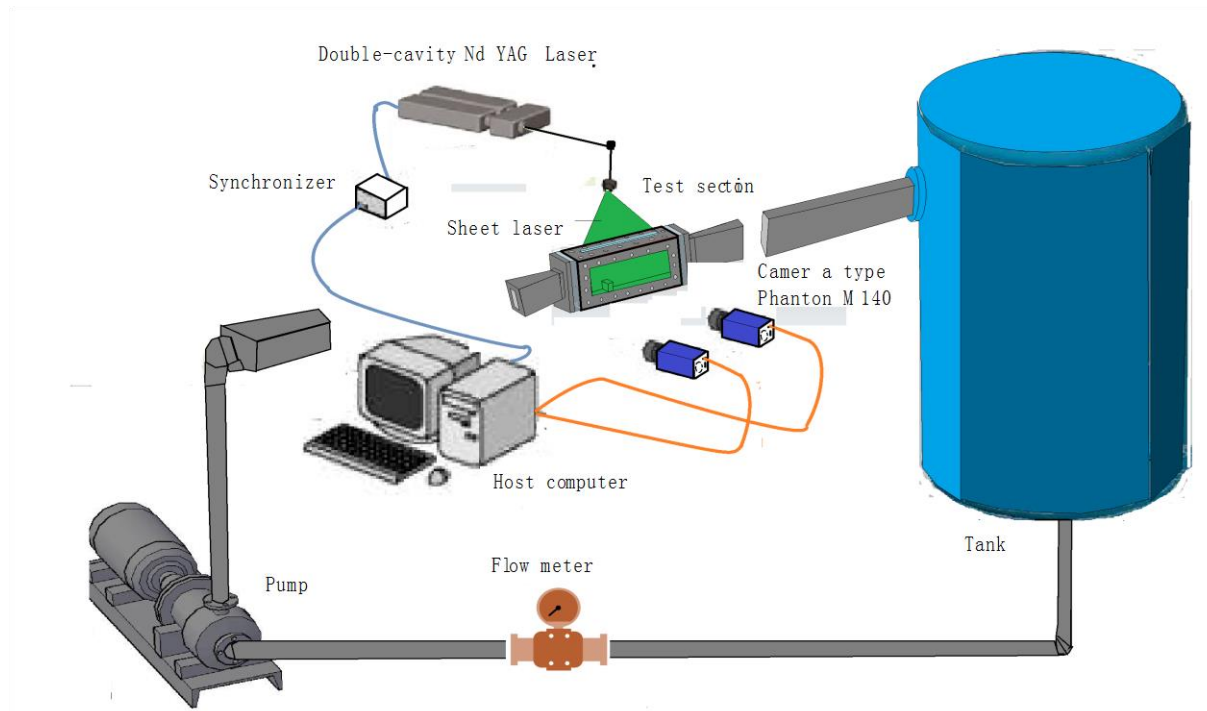 Double-cavity Nd YAG Laser.
Synchronizer
Test section
Sheet laser
Camer a type
Phanton M 140
Host computer
Tank
Flow meter
Pump